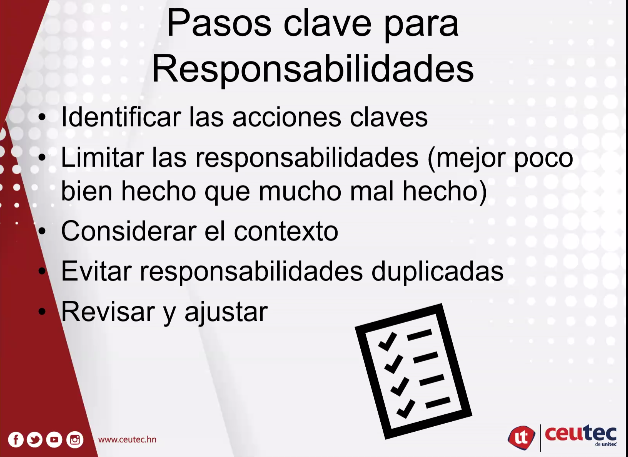 Pasos clave para
Responsabilidades
• Identificar las acciones claves
• Limitar las responsabilidades (mejor poco
bien hecho que mucho mal hecho)
• Considerar el contexto
• Evitar responsabilidades duplicadas
• Revisar y ajustar
www.ceutec.hn
ceutec
de unitec